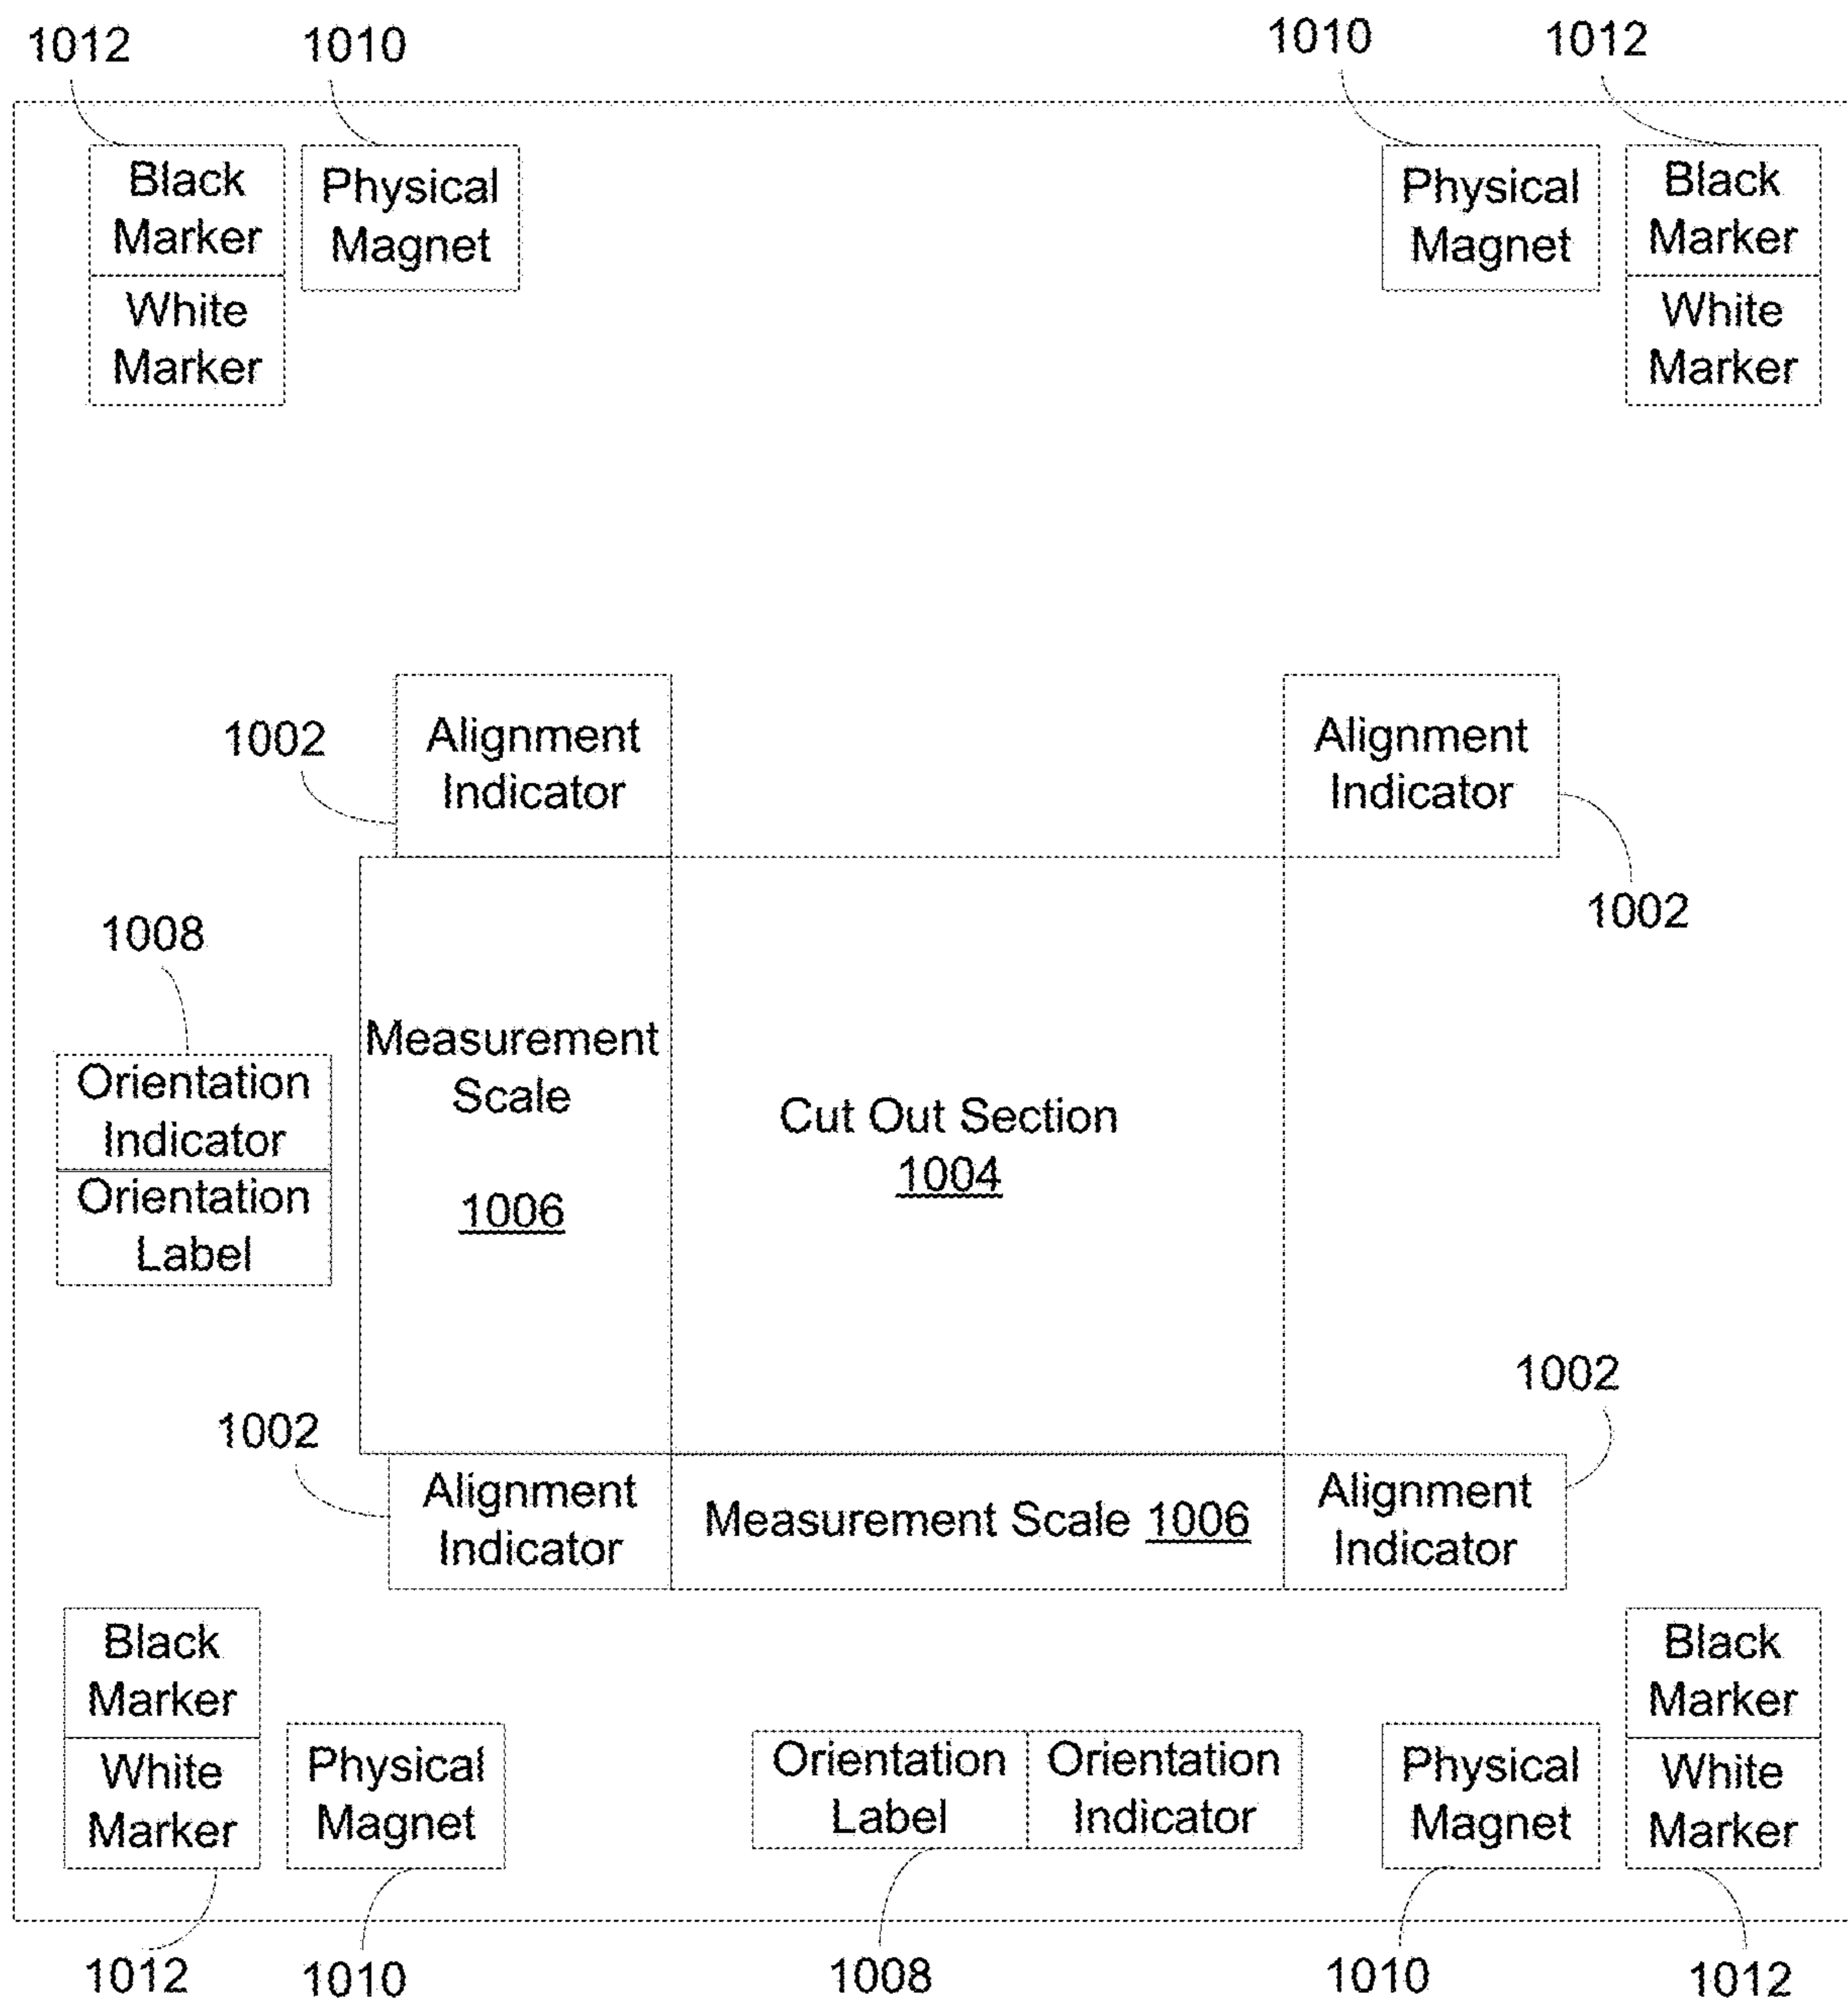 1012
1010
1010
1012
Black
Marker
White
Marker
Physical
Magnet
Physical
Magnet
Black
Marker
White
Marker
1002
Alignment
Indicator
Alignment
Indicator
1002
1008
Orientation
Indicator
Orientation
Label
Measurement
Scale
1006
Cut Out Section
1004
1002
1002
Alignment
Indicator
Measurement Scale 1006
Alignment
Indicator
Black
Marker
White
Marker
Physical
Magnet
Orientation
Label
Orientation
Indicator
Physical
Magnet
Black
Marker
White
Marker
1012
1010
1008
1010
1012